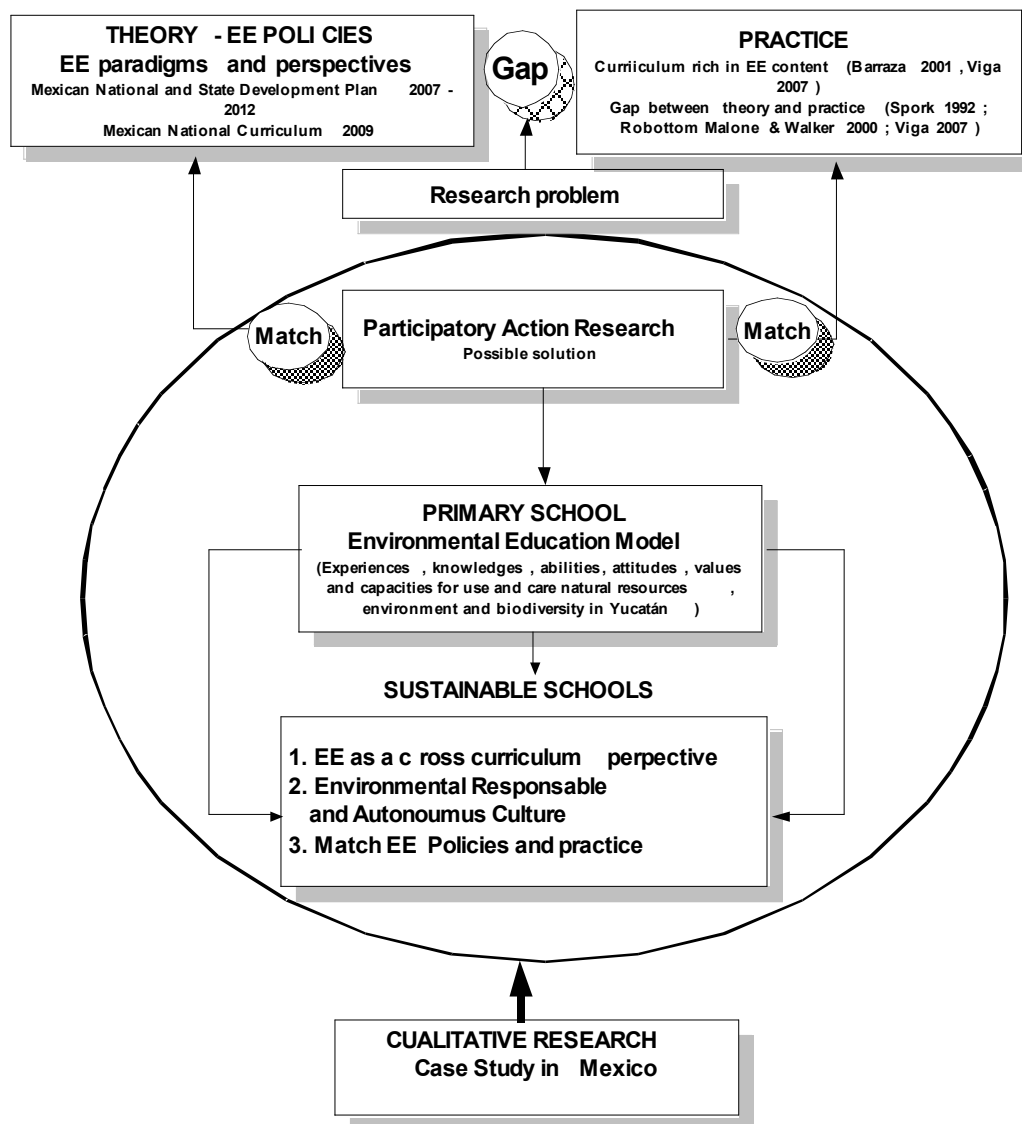 THEORY - EE POLICIES
EE paradigms and perspectives
Mexican National and State Development Plan 2007 -
2012
Mexican National Curriculum 2009
Gap
PRACTICE
Curriiculum rich in EE content (Barraza 2001 , Viga
2007 )
Gap between theory and practice (Spork 1992 ;
Robottom Malone & Walker 2000 ; Viga 2007 )
Research problem
Match
Participatory Action Research
Possible solution
Match
PRIMARY SCHOOL
Environmental Education Model
(Experiences , knowledges , abilities, attitudes , values
and capacities for use and care natural resources ,
environment and biodiversity in Yucatán )
SUSTAINABLE SCHOOLS
1. EE as a c ross curriculum perpective
2. Environmental Responsable
and Autonoumus Culture
3. Match EE Policies and practice
CUALITATIVE RESEARCH
Case Study in Mexico